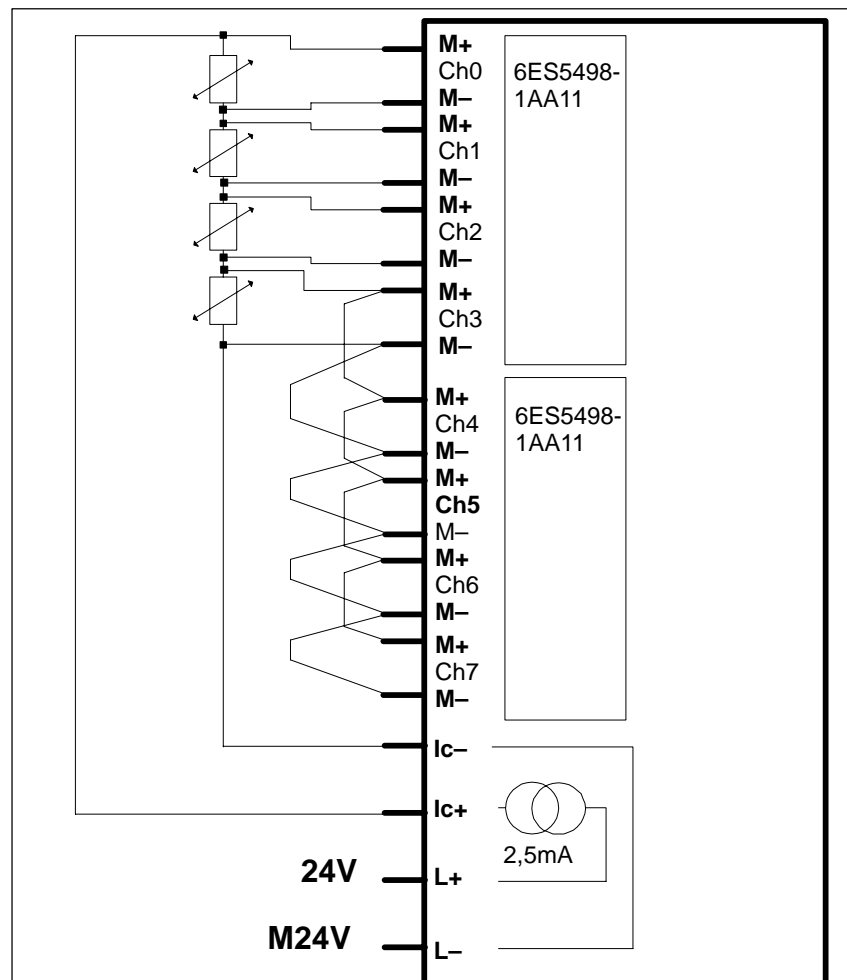 M+
Ch0
M–
M+
Ch1
M–
M+
Ch2
M–
M+
Ch3
M–
6ES5498-
1AA11
M+
Ch4
M–
M+
Ch5
M–
M+
Ch6
M–
M+
Ch7
M–
6ES5498-
1AA11
Ic–
Ic+
2,5mA
24V
L+
M24V
L–